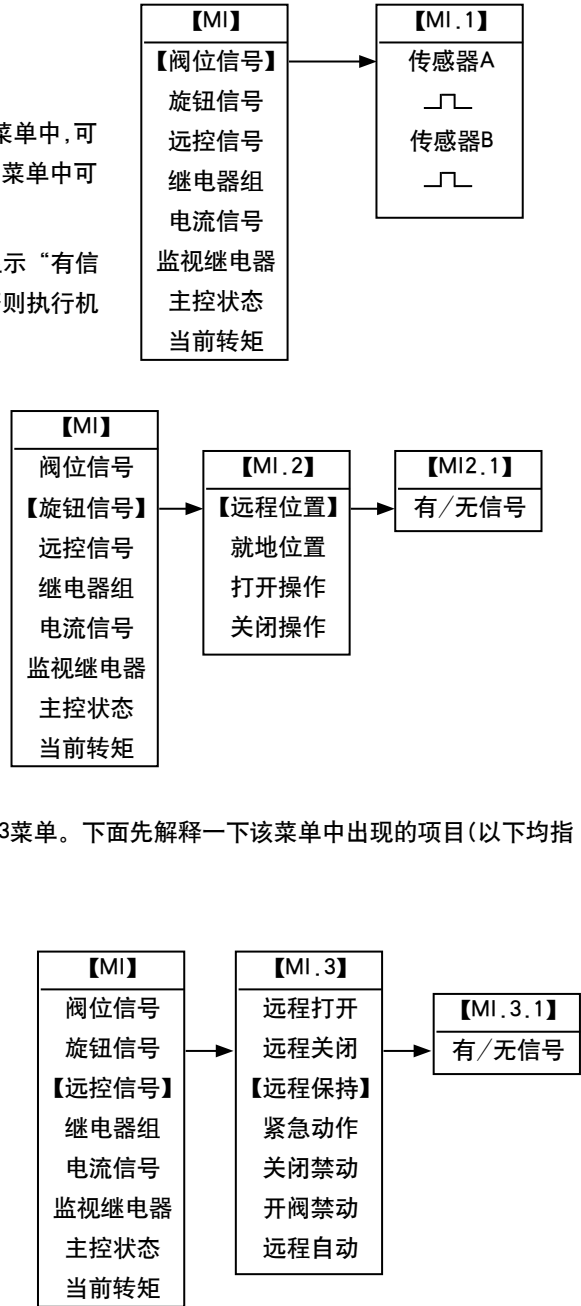 【MI】
【阀位信号】
旋钮信号
远控信号
继电器组
电流信号
监视继电器
主控状态
当前转矩
【MI.1】
传感器A
传感器B
菜单中,可
菜单中可
示“有信
则执行机
【MI】
阀位信号
【旋钮信号】
远控信号
继电器组
电流信号
监视继电器
主控状态
当前转矩
【MI.2】
【远程位置】
就地位置
打开操作
关闭操作
【MI2.1】
有/无信号
3菜单。下面先解释一下该菜单中出现的项目(以下均指
【MI】
阀位信号
旋钮信号
【远控信号】
继电器组
电流信号
监视继电器
主控状态
当前转矩
【MI.3】
远程打开
远程关闭
【远程保持】
紧急动作
关闭禁动
开阀禁动
远程自动
【MI.3.1】
有/无信号